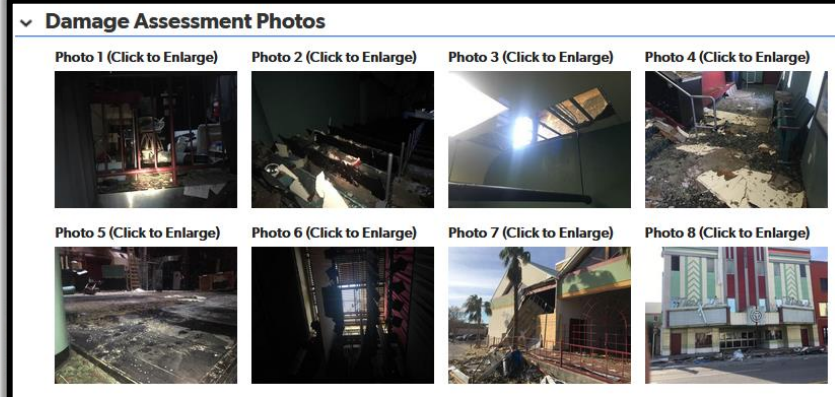 Damage Assessment Photos
Photo 1 (Click to Enlarge) Photo 2 (Click to Enlarge) Photo 3 (Click to Enlarge) Photo 4 (Click to Enlarge)
Photo 5 (Click to Enlarge) Photo 6 (Click to Enlarge) Photo 7 (Click to Enlarge) Photo 8 (Click to Enlarge)